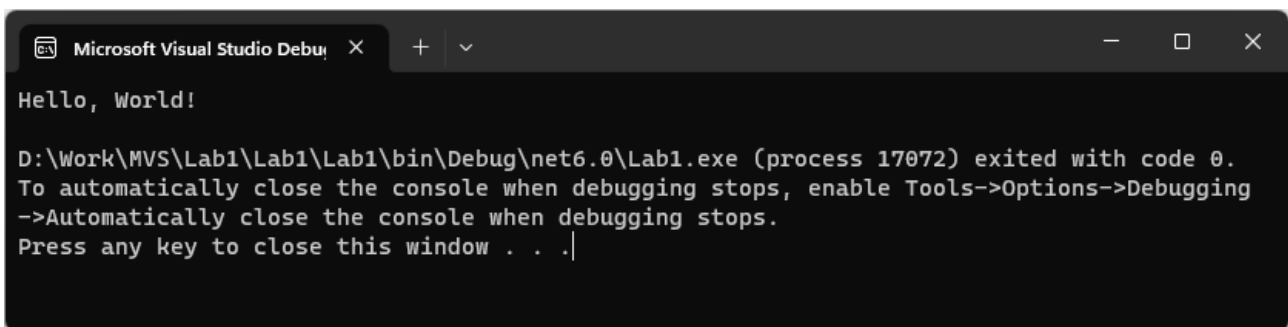 Microsoft Visual Studio Debu
Hello, World!
D:\Work\MVS\Lab1\Lab1\Lab1\bin\Debug\net6.0\Lab1.exe (process 17072) exited with code 0.
To automatically close the console when debugging stops, enable Tools->Options->Debugging
->Automatically close the console when debugging stops.
Press any key to close this window . . .